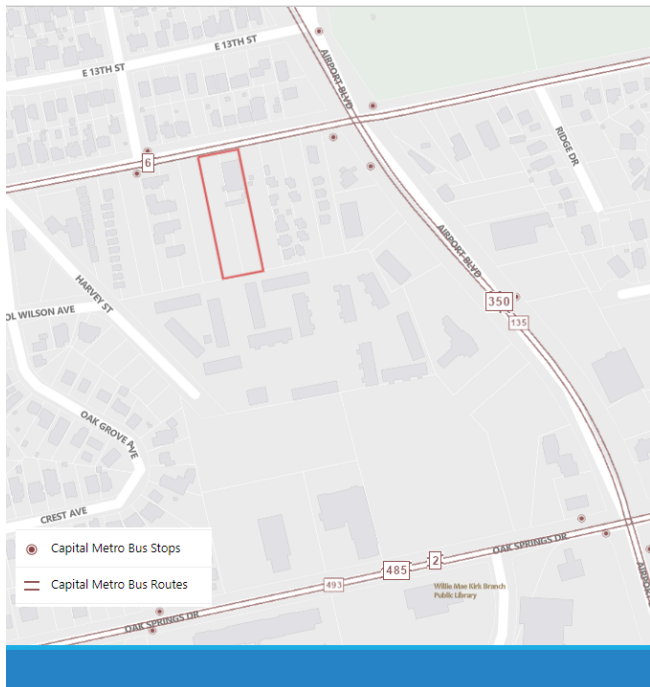 E 13TH ST
E 13TH ST
AIRPORT BLVD
6
RIDGE DR
AIRPORT BLVD
HARVEY ST
350
135
OL WILSON AVE
OAK GROVE AVE
CREST AVE
Capital Metro Bus Stops
OAK SPRINGS DR
2
485
Capital Metro Bus Routes
493
Willie Mae Kirk Branch
Public Library
AIRPORT
OAK SPRINGS DR